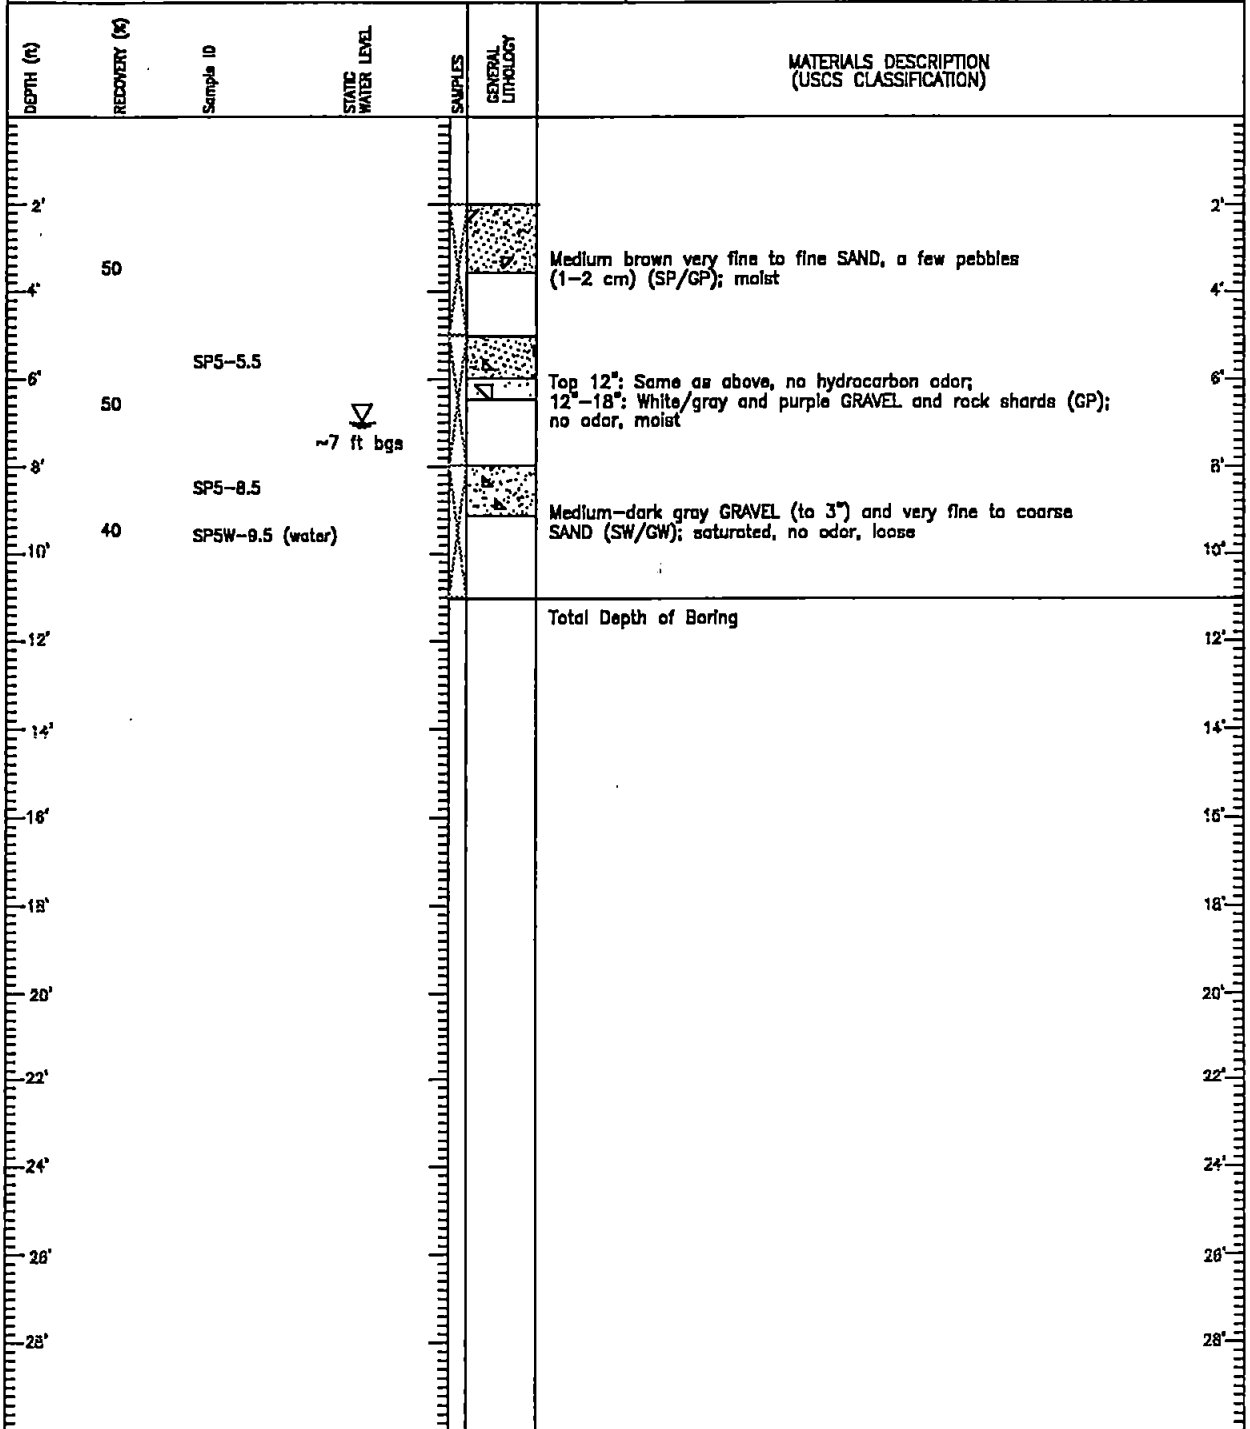 DEPTH (ft)
RECOVERY (%)
Sample ID
STATIC
WATER LEVEL
SAMPLES
GENERAL
LITHOLOGY
MATERIALS DESCRIPTION
(USCS CLASSIFICATION)
2' 2'
50
Medium brown very fine to fine SAND, a few pebbles
(1-2 cm) (SP/GP); moist
4' 4'
SP5-5.5
6' 6'
Top 12": Same as above, no hydrocarbon odor;
12"-18": White/gray and purple GRAVEL and rock shards (GP);
no odor, moist
50
~7 ft bgs
8' 8'
SP5-8.5
Medium-dark gray GRAVEL (to 3") and very fine to coarse
SAND (SW/GW); saturated, no odor, loose
40 SP5W-9.5 (water)
10' 10'
Total Depth of Boring
12' 12'
14' 14'
16' 16'
18' 18'
20' 20'
22' 22'
24' 24'
26' 26'
28' 28'